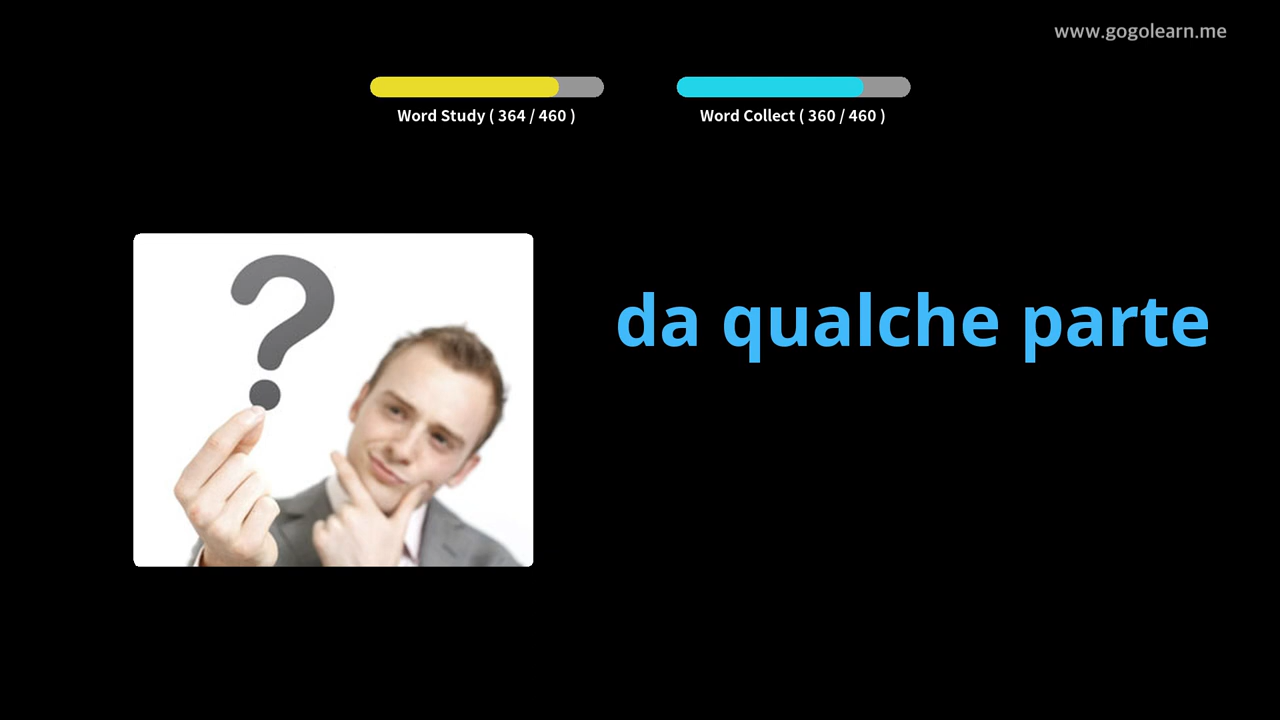 www.gogolearn.me
Word Study ( 364 / 460 )
Word Collect ( 360 / 460 )
?
da qualche parte